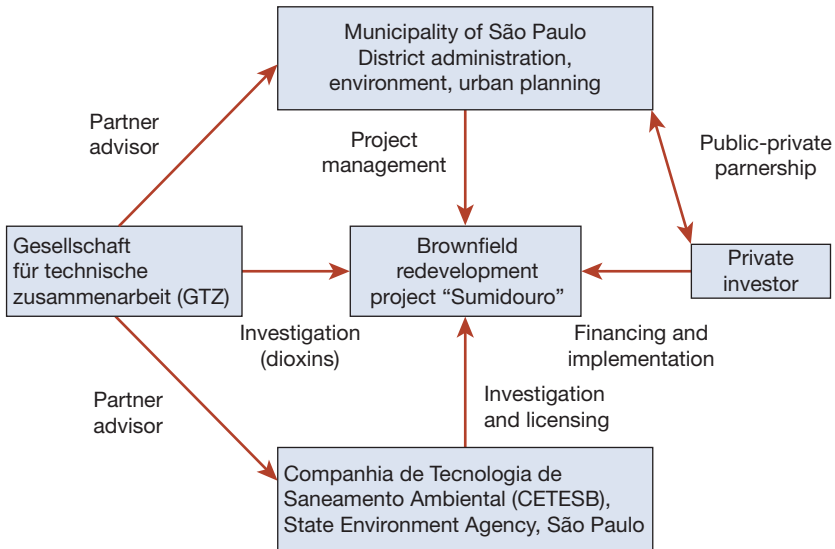 Municipality of São Paulo
District administration,
environment, urban planning
Partner
advisor
Project
management
Public-private
parnership
Gesellschaft
für technische
zusammenarbeit (GTZ)
Brownfield
redevelopment
project “Sumidouro”
Private
investor
Investigation
(dioxins)
Financing and
implementation
Partner
advisor
Investigation
and licensing
Companhia de Tecnologia de
Saneamento Ambiental (CETESB),
State Environment Agency, São Paulo